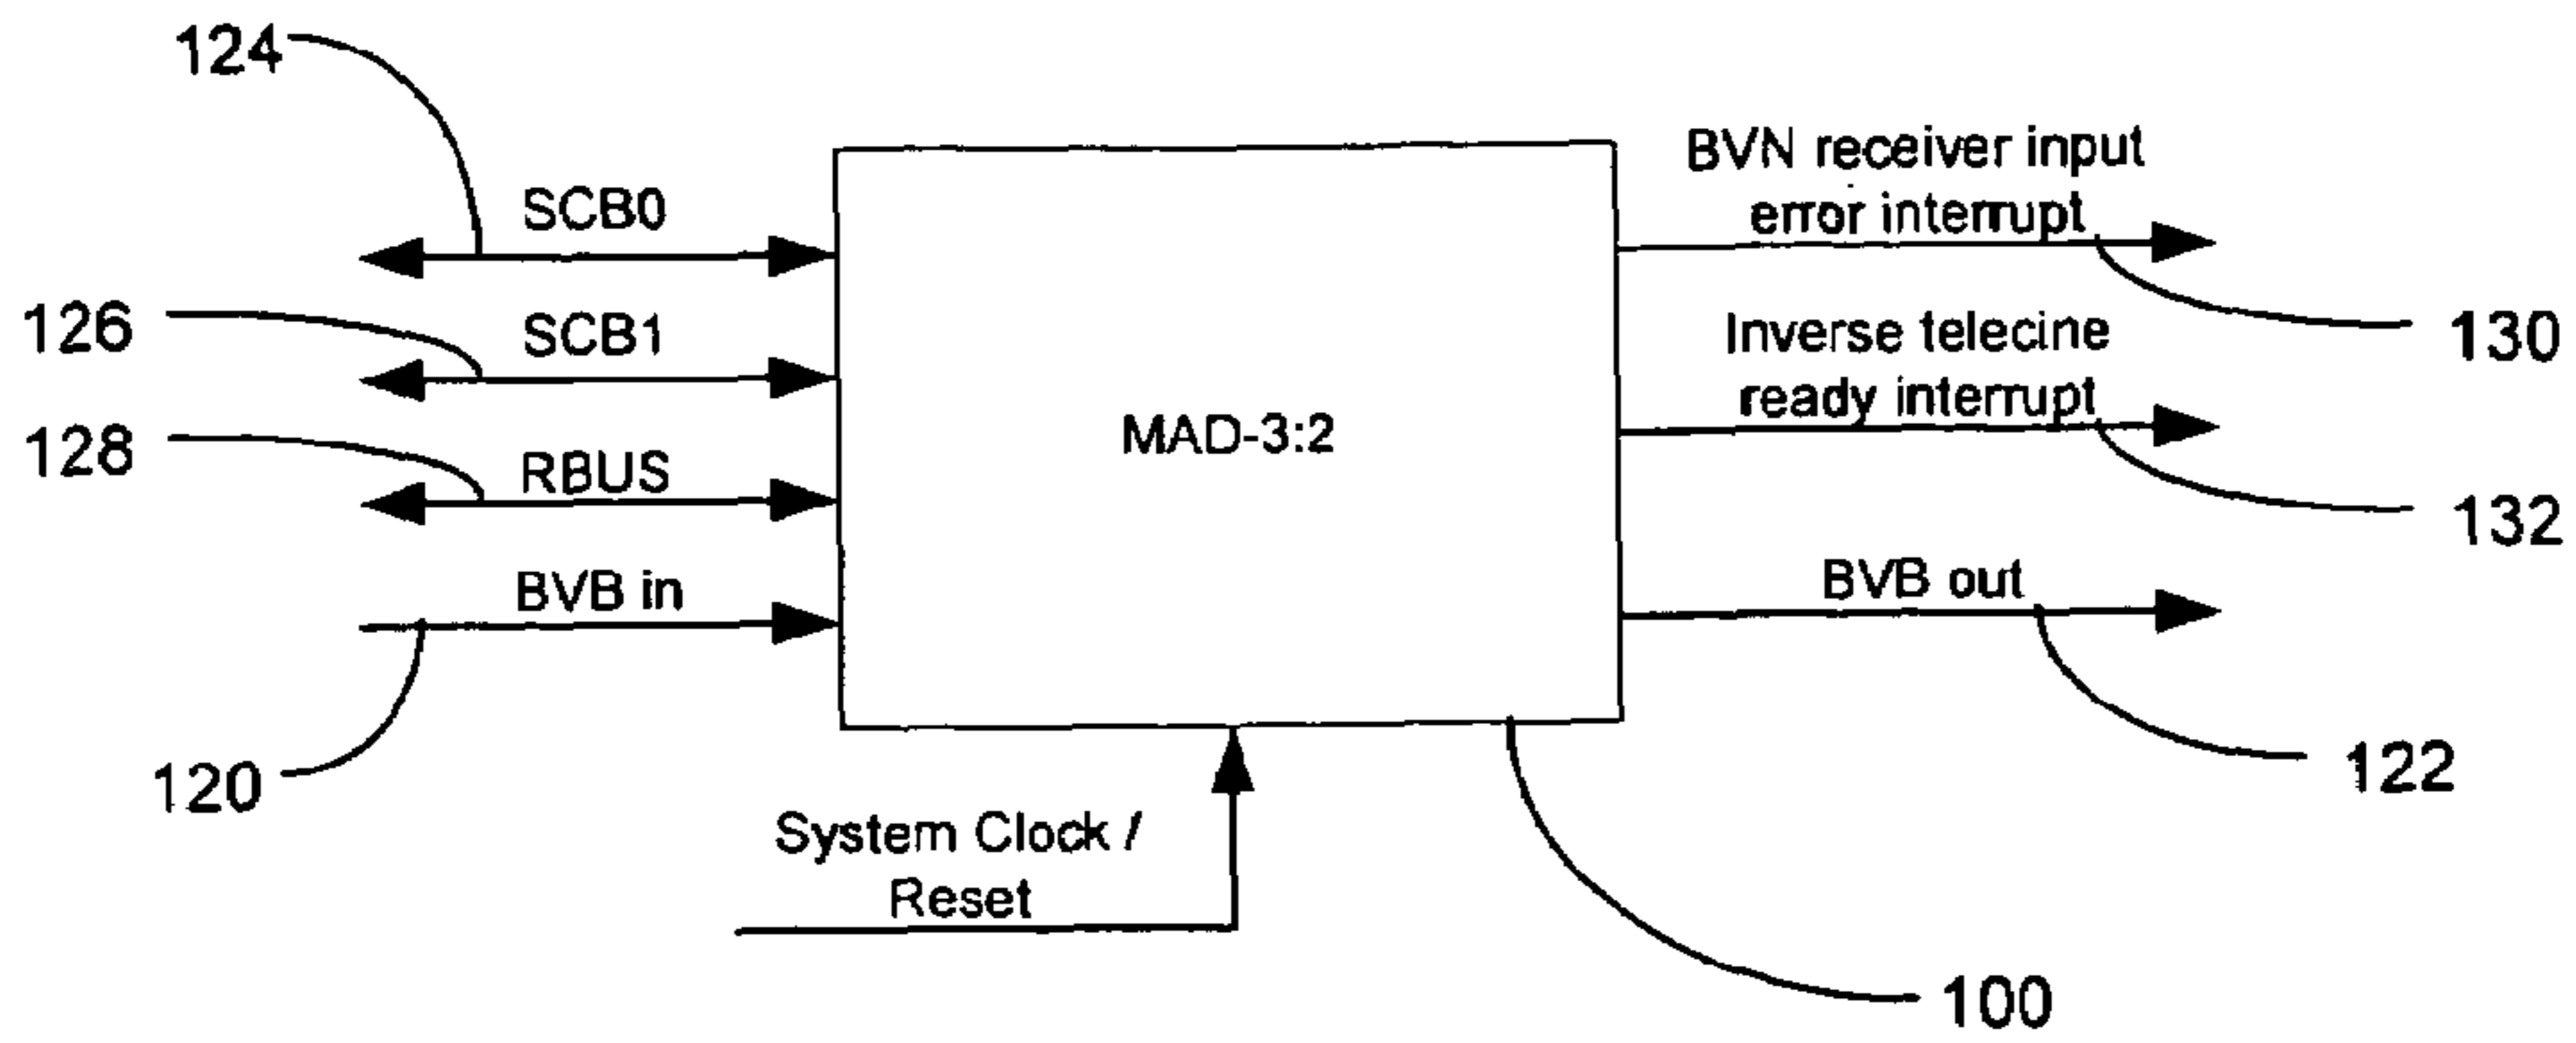 124
SCB0
126
SCB1
128
RBUS
BVB in
120
MAD-3:2
BVN receiver input
error interrupt
130
Inverse telecine
ready interrupt
132
BVB out
122
System Clock /
Reset
100